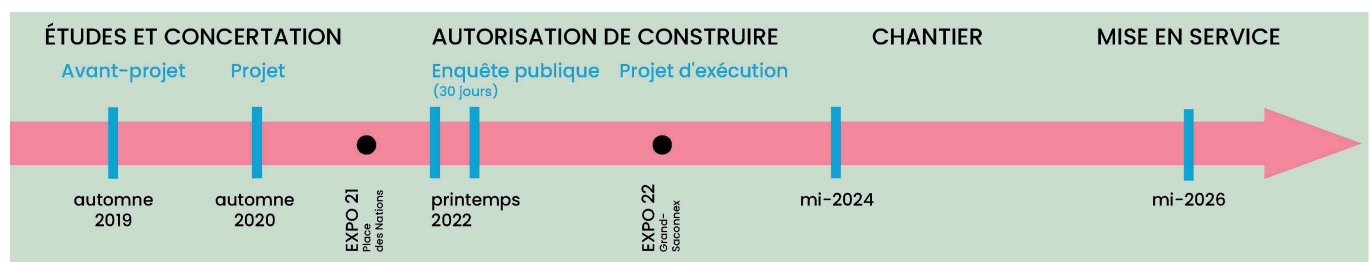 ÉTUDES ET CONCERTATION
AUTORISATION DE CONSTRUIRE
CHANTIER
MISE EN SERVICE
Avant-projet
Projet
Enquête publique
(30 jours)
Projet d'exécution
automne
2019
automne
2020
EXPO 21
Place
des Nations
printemps
2022
EXPO 22
Grand-
Saconnex
mi-2024
mi-2026